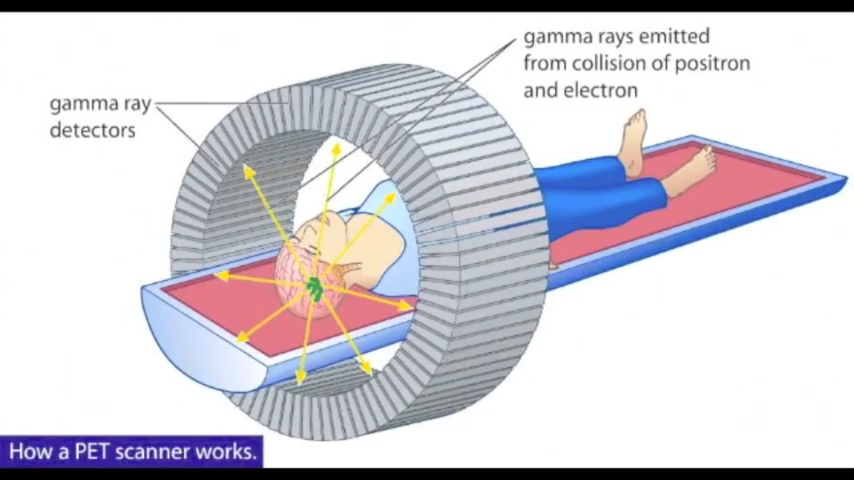 gamma rays emitted
from collision of positron
and electron
gamma ray
detectors
How a PET scanner works.